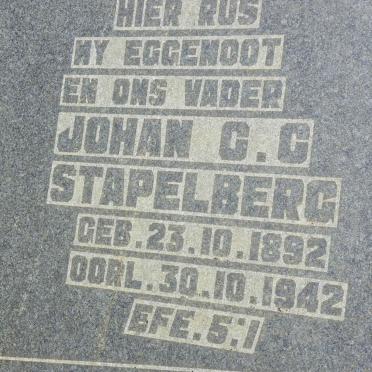 HIER RUS
MY EGGENOOT
EN ONS VADER
JOHAN C.C
STAPELBERG
GEB.23.10.1892
OORL.30.10.1942
EFE.5:1